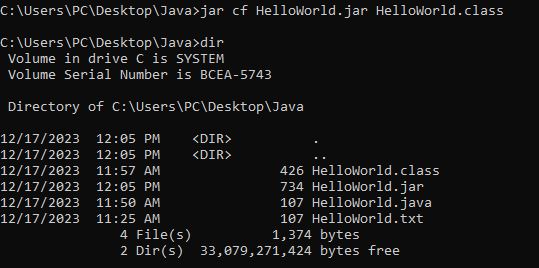 C:\Users\PC\Desktop\Java>jar cf HelloWorld.jar HelloWorld.class
C:\Users\PC\Desktop\Java>dir
Volume in drive C is SYSTEM
Volume Serial Number is BCEA-5743
Directory of C:\Users\PC\Desktop\Java
12/17/2023  12:05 PM    <DIR>          .
12/17/2023  12:05 PM    <DIR>          ..
12/17/2023  11:57 AM               426 HelloWorld.class
12/17/2023  12:05 PM               734 HelloWorld.jar
12/17/2023  11:50 AM               107 HelloWorld.java
12/17/2023  11:25 AM               107 HelloWorld.txt
4 File(s)          1,374 bytes
2 Dir(s)  33,079,271,424 bytes free